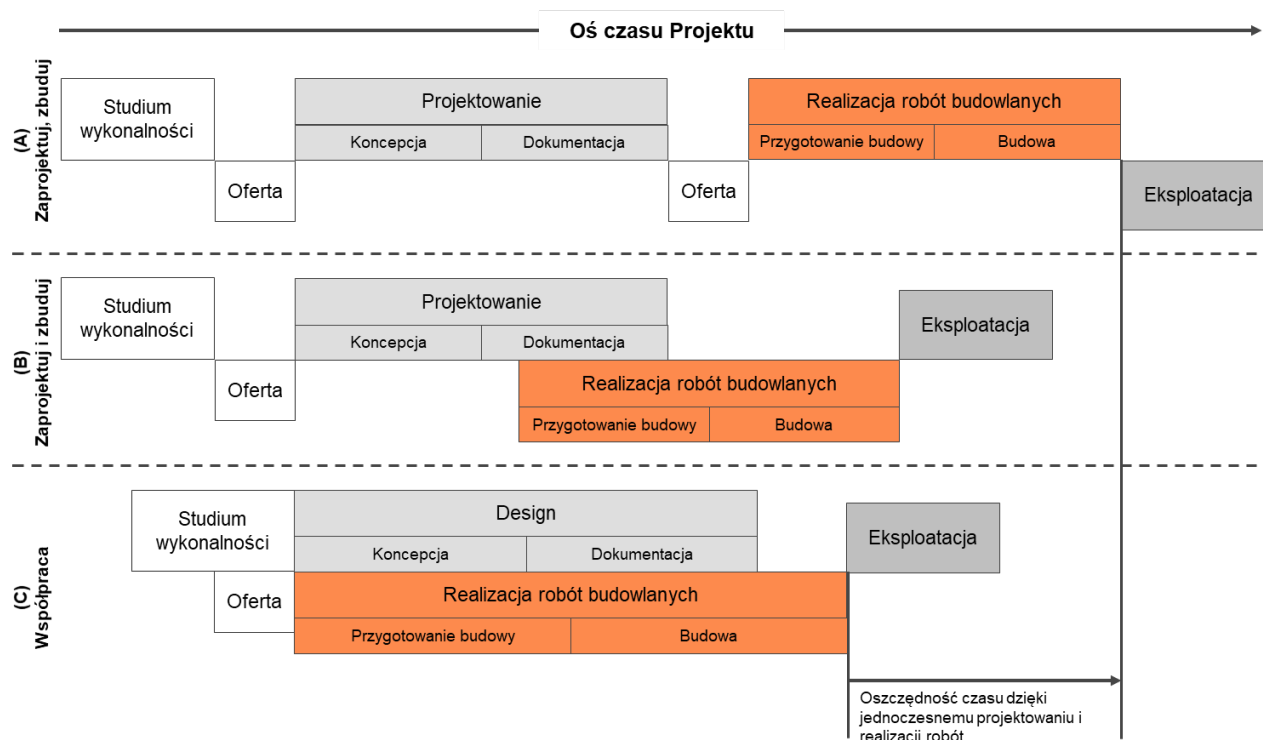 Oś czasu Projektu
(A)
Zaprojektuj, zbuduj
Studium
wykonalności
Oferta
Projektowanie
Koncepcja
Dokumentacja
Oferta
Realizacja robót budowlanych
Przygotowanie budowy
Budowa
Eksploatacja
(B)
Zaprojektuj i zbuduj
Studium
wykonalności
Oferta
Projektowanie
Koncepcja
Dokumentacja
Realizacja robót budowlanych
Przygotowanie budowy
Budowa
Eksploatacja
(C)
Współpraca
Studium
wykonalności
Oferta
Design
Koncepcja
Dokumentacja
Realizacja robót budowlanych
Przygotowanie budowy
Budowa
Eksploatacja
Oszczędność czasu dzięki
jednoczesnemu projektowaniu i
realizacji robót